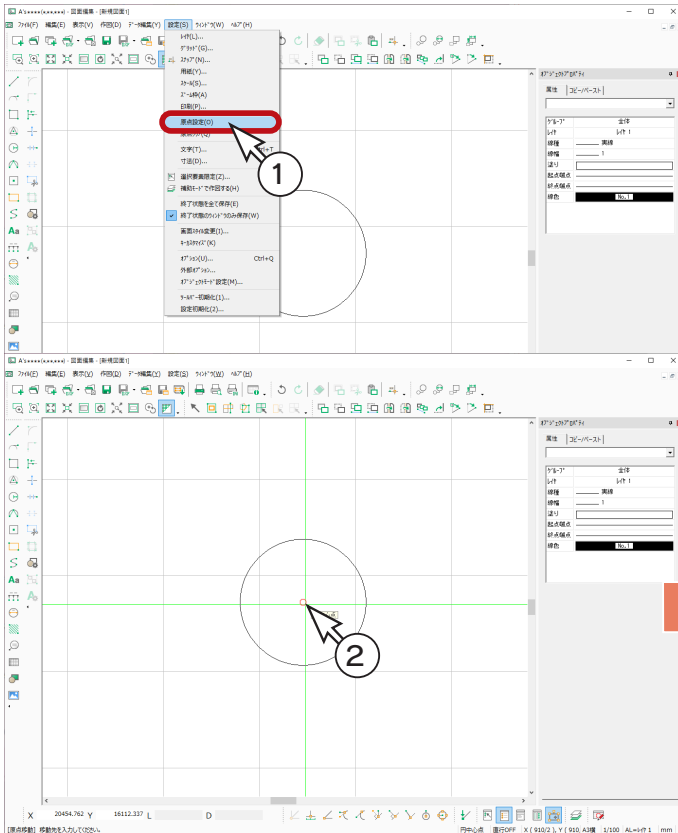 A's****(*.***.**) - 図面編集 - [新規図面1]
ﾌｧｲﾙ(F) 編集(E) 表示(V) 作図(D) ﾃﾞｰﾀ編集(Y) 設定(S) ｳｨﾝﾄﾞｳ(W) ﾍﾙﾌﾟ(H)
ﾚｲﾔ(L)...
ｸﾞﾘｯﾄﾞ(G)...
ｽﾅｯﾌﾟ(N)...
用紙(Y)...
ｽｹｰﾙ(S)...
ｽﾞｰﾑ枠(A)
印刷(P)...
原点設定(O)
原点ｸﾘｱ(Q)
文字(T)... Ctrl+T
寸法(D)...
選択要素限定(Z)...
補助ﾓｰﾄﾞで作図する(H)
終了状態を全て保存(E)
終了状態のｳｨﾝﾄﾞｳのみ保存(W)
画面ｽﾀｲﾙ変更(I)...
ｷｰｶｽﾀﾏｲｽﾞ(K)
ｵﾌﾟｼｮﾝ(U)... Ctrl+Q
外部ｵﾌﾟｼｮﾝ...
ｵﾌﾞｼﾞｪｸﾄﾓｰﾄﾞ設定(M)...
ﾂｰﾙﾊﾞｰ初期化(1)...
設定初期化(2)...
1
ｵﾌﾞｼﾞｪｸﾄﾌﾟﾛﾊﾟﾃｨ
属性 ｺﾋﾟｰ/ﾍﾟｰｽﾄ
ｸﾞﾙｰﾌﾟ 全体
ﾚｲﾔ ﾚｲﾔ 1
線種 実線
線幅 1
塗り
起点端点
終点端点
線色 No.1
Aa
A's****(*.***.**) - 図面編集 - [新規図面1]
ﾌｧｲﾙ(F) 編集(E) 表示(V) 作図(D) ﾃﾞｰﾀ編集(Y) 設定(S) ｳｨﾝﾄﾞｳ(W) ﾍﾙﾌﾟ(H)
2
ｵﾌﾞｼﾞｪｸﾄﾌﾟﾛﾊﾟﾃｨ
属性 ｺﾋﾟｰ/ﾍﾟｰｽﾄ
ｸﾞﾙｰﾌﾟ 全体
ﾚｲﾔ ﾚｲﾔ 1
線種 実線
線幅 1
塗り
起点端点
終点端点
線色 No.1
Aa
X 20454.762 Y 16112.337 L D
[原点移動] 移動先を入力してください。 円中心点 直行OFF X ( 910/2 ), Y ( 910, A3横 1/100 AL=ﾚｲﾔ 1 mm